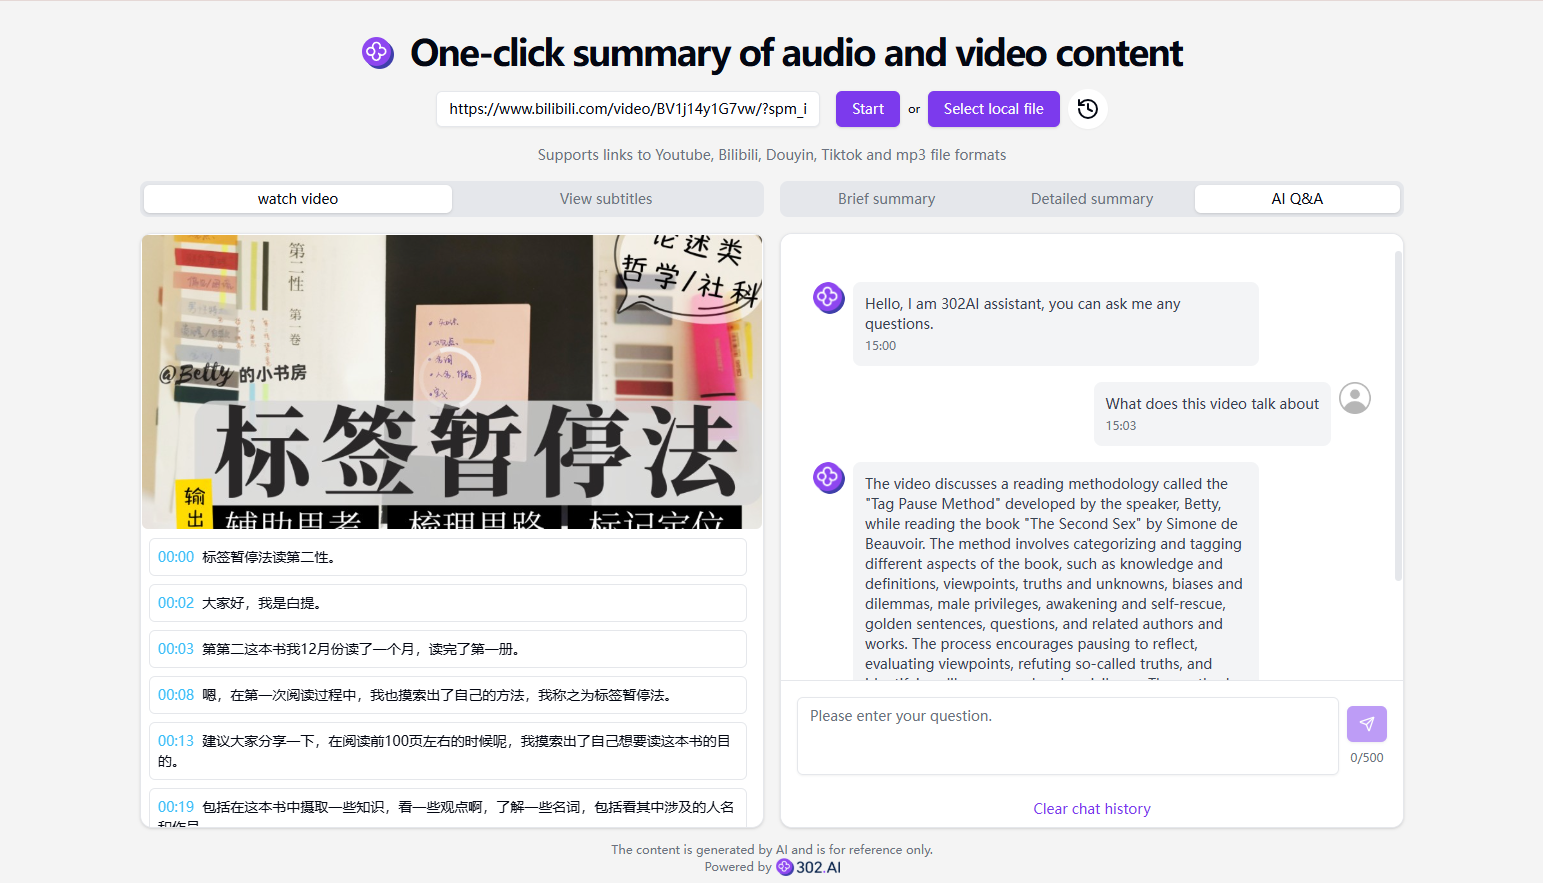 One-click summary of audio and video content
https://www.bilibili.com/video/BV1j14y1G7vw/?spm_i
Start
or
Select local file
Supports links to Youtube, Bilibili, Douyin, Tiktok and mp3 file formats
watch video
View subtitles
Brief summary
Detailed summary
AI Q&A
第二性
第一卷
论述类
哲学/社科
@Betty 的小书房
标签暂停法
输出
辅助思考 · 梳理思路 · 标记定位
00:00 标签暂停法读第二性。
00:02 大家好，我是白提。
00:03 第第二这本书我12月份读了一个月，读完了第一册。
00:08 嗯，在第一次阅读过程中，我也摸索出了自己的方法，我称之为标签暂停法。
00:13 建议大家分享一下，在阅读前100页左右的时候呢，我摸索出了自己想要读这本书的目
的。
00:19 包括在这本书中摄取一些知识，看一些观点啊，了解一些名词，包括看其中涉及的人名
和作品
Hello, I am 302AI assistant, you can ask me any
questions.
15:00
What does this video talk about
15:03
The video discusses a reading methodology called the
"Tag Pause Method" developed by the speaker, Betty,
while reading the book "The Second Sex" by Simone de
Beauvoir. The method involves categorizing and tagging
different aspects of the book, such as knowledge and
definitions, viewpoints, truths and unknowns, biases and
dilemmas, male privileges, awakening and self-rescue,
golden sentences, questions, and related authors and
works. The process encourages pausing to reflect,
evaluating viewpoints, refuting so-called truths, and
Please enter your question.
0/500
Clear chat history
The content is generated by AI and is for reference only.
Powered by 302.AI